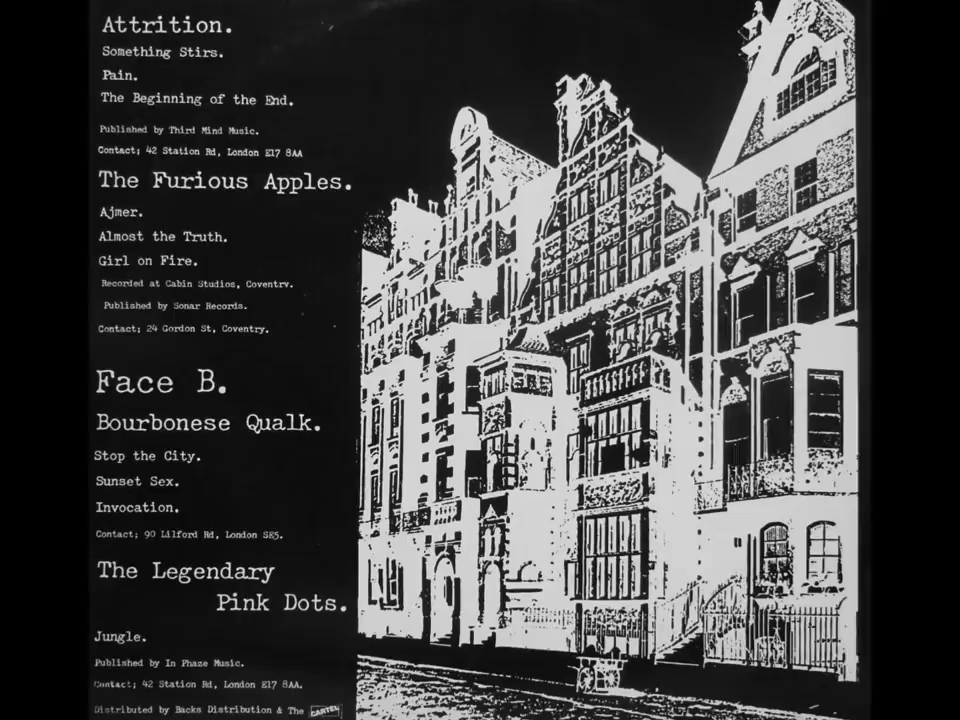 Attrition.
Something Stirs.
Pain.
The Beginning of the End.
Published by Third Mind Music.
Contact; 42 Station Rd, London E17 8AA
The Furious Apples.
Ajmer.
Almost the Truth.
Girl on Fire.
Recorded at Cabin Studios, Coventry.
Published by Sonar Records.
Contact; 24 Gordon St, Coventry.
Face B.
Bourbonese Qualk.
Stop the City.
Sunset Sex.
Invocation.
Contact; 90 Lilford Rd, London SE5.
The Legendary
Pink Dots.
Jungle.
Published by In Phaze Music.
Contact; 42 Station Rd, London E17 8AA.
Distributed by Backs Distribution & The CARTEL